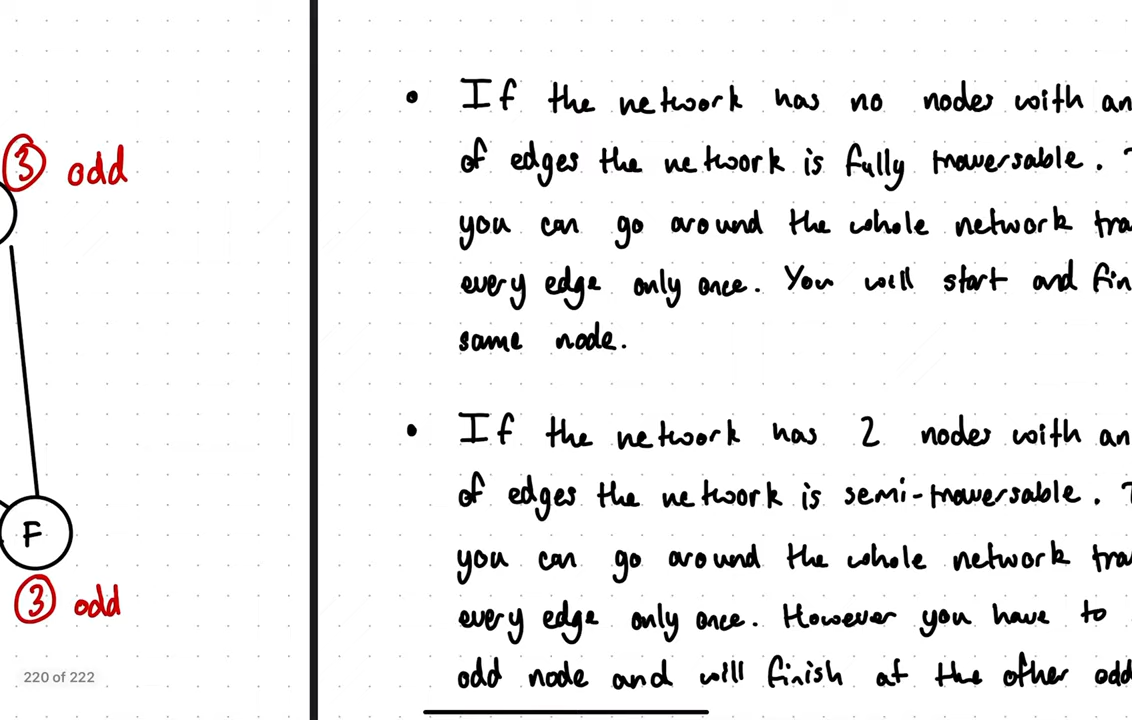 ③ odd
F
③ odd
220 of 222
• If the network has no nodes with an
of edges the network is fully traversable.
you can go around the whole network tra
every edge only once. You will start and fin
same node.
• If the network has 2 nodes with an
of edges the network is semi-traversable.
you can go around the whole network tra
every edge only once. However you have to
odd node and will finish at the other odd